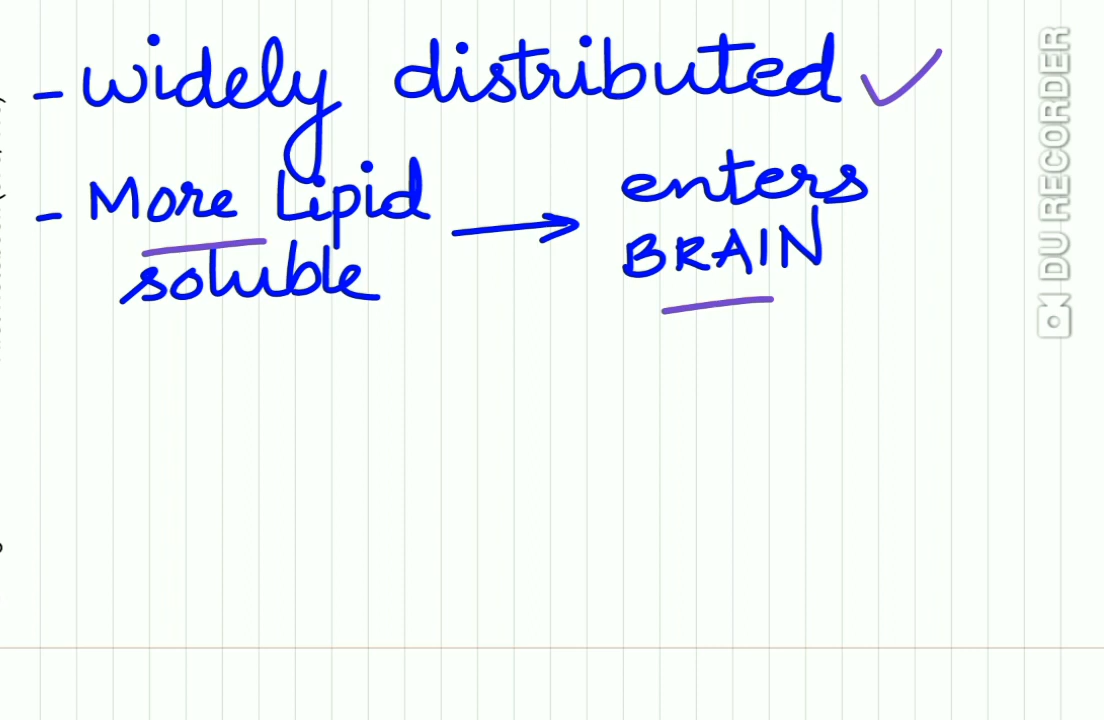 - widely distributed ✓
- More Lipid soluble → enters BRAIN
DU RECORDER